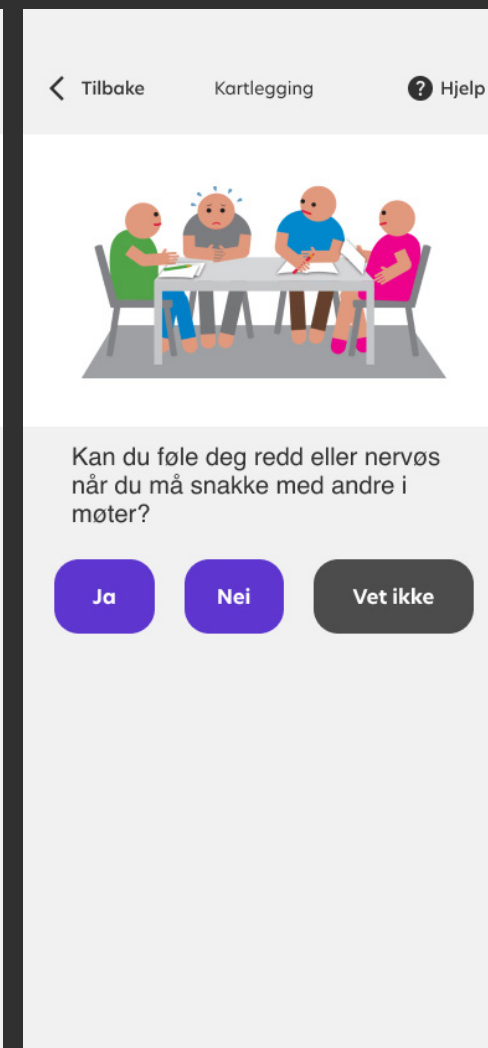 Tilbake Kartlegging ? Hjelp
Kan du føle deg redd eller nervøs
når du må snakke med andre i
møter?
Ja Nei Vet ikke